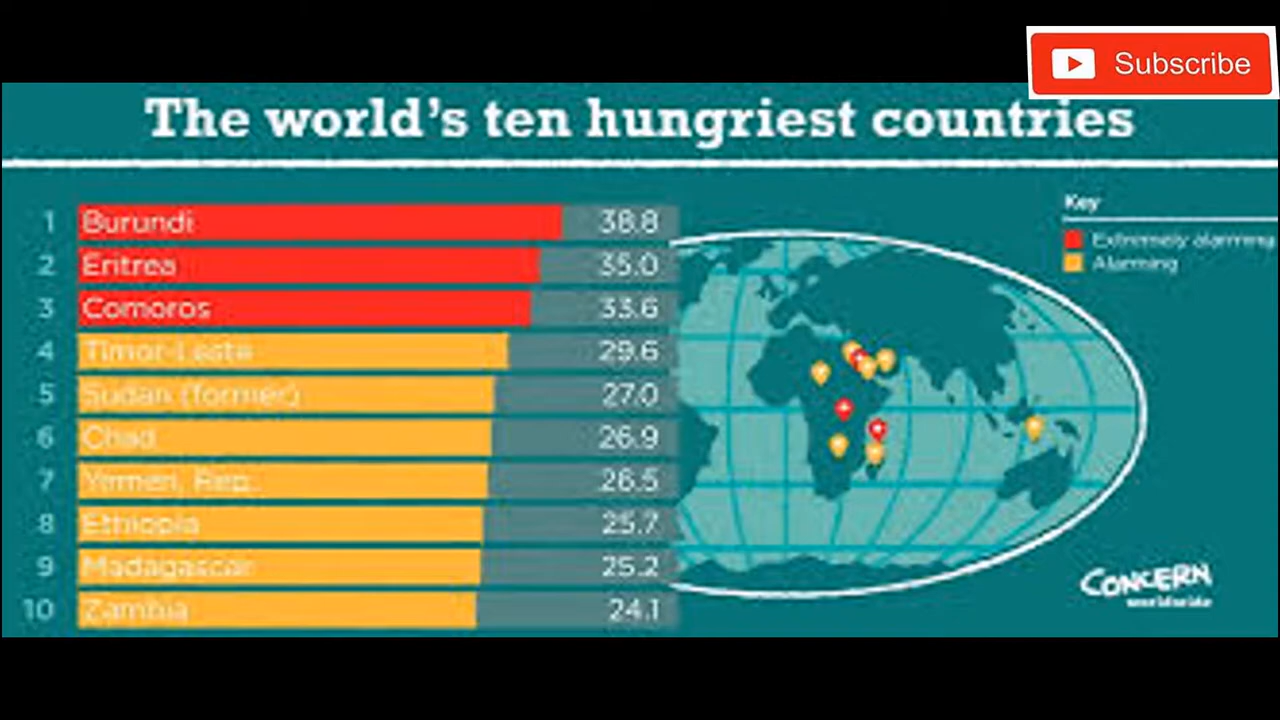 Subscribe
The world's ten hungriest countries
1 Burundi 38.8
2 Eritrea 35.0
3 Comoros 33.6
4 Timor-Leste 29.6
5 Sudan (former) 27.0
6 Chad 26.9
7 Yemen, Rep. 26.5
8 Ethiopia 25.7
9 Madagascar 25.2
10 Zambia 24.1
Key
Extremely alarming
Alarming
CONCERN
worldwide